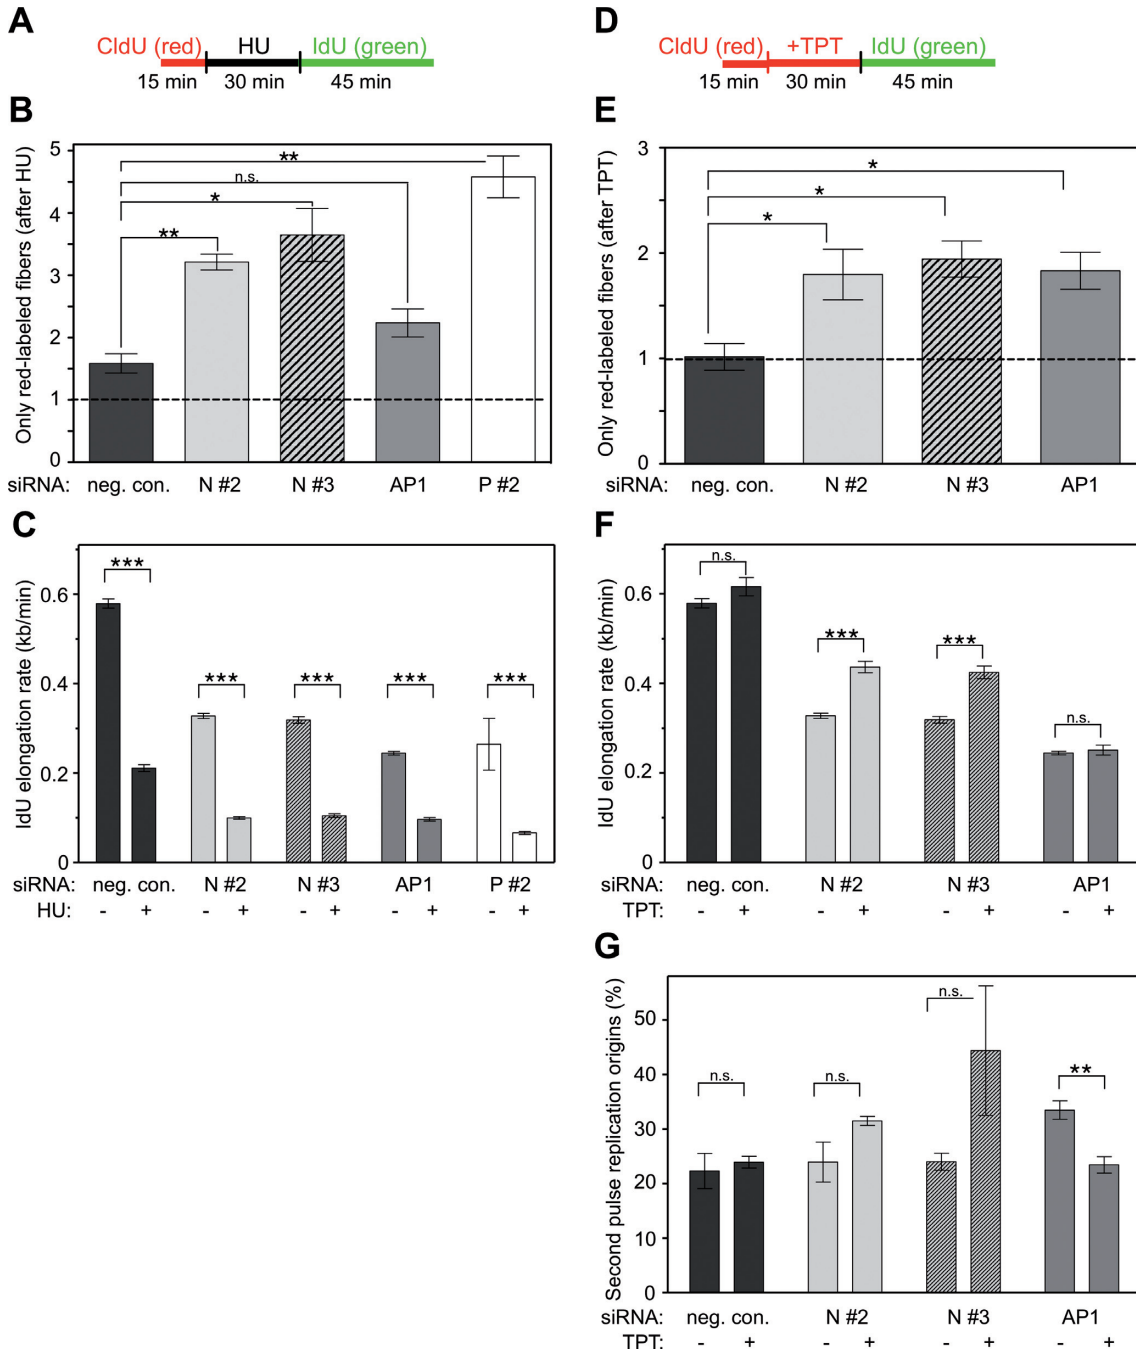 A
CldU (red) HU IdU (green)
15 min 30 min 45 min
B
Only red-labeled fibers (after HU)
5
4
3
2
1
0
**
n.s.
*
**
siRNA: neg. con. N #2 N #3 AP1 P #2
C
IdU elongation rate (kb/min)
0.6
0.4
0.2
0
*** *** *** *** ***
siRNA: neg. con. N #2 N #3 AP1 P #2
HU: - + - + - + - + - +
D
CldU (red) +TPT IdU (green)
15 min 30 min 45 min
E
Only red-labeled fibers (after TPT)
3
2
1
0
*
*
*
siRNA: neg. con. N #2 N #3 AP1
F
IdU elongation rate (kb/min)
0.6
0.4
0.2
0
n.s. *** *** n.s.
siRNA: neg. con. N #2 N #3 AP1
TPT: - + - + - + - +
G
Second pulse replication origins (%)
50
40
30
20
10
0
n.s. n.s. n.s. **
siRNA: neg. con. N #2 N #3 AP1
TPT: - + - + - + - +